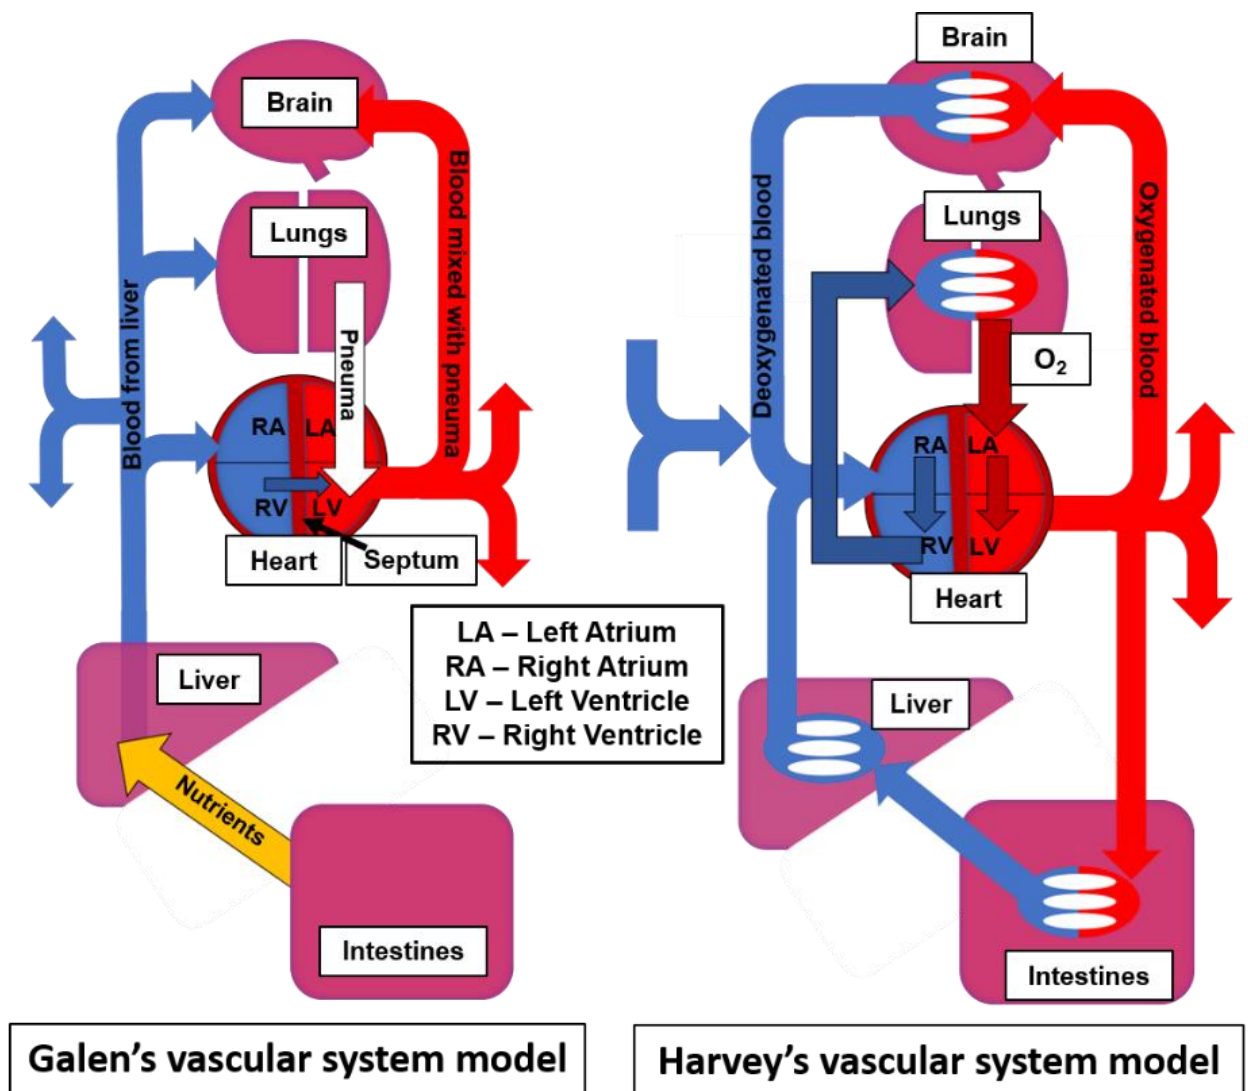 Brain
Lungs
Blood from liver
Blood mixed with pneuma
Pneuma
RA
LA
RV
LV
Heart
Septum
Liver
Nutrients
Intestines
Galen's vascular system model
LA – Left Atrium
RA – Right Atrium
LV – Left Ventricle
RV – Right Ventricle
Brain
Lungs
Deoxygenated blood
Oxygenated blood
O₂
RA
LA
RV
LV
Heart
Liver
Intestines
Harvey's vascular system model